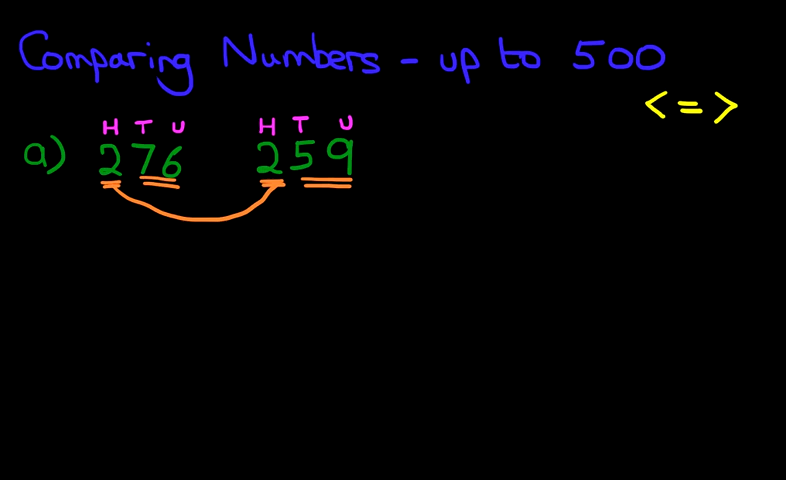 Comparing Numbers - up to 500
< = >
H T U H T U
a) 276 259